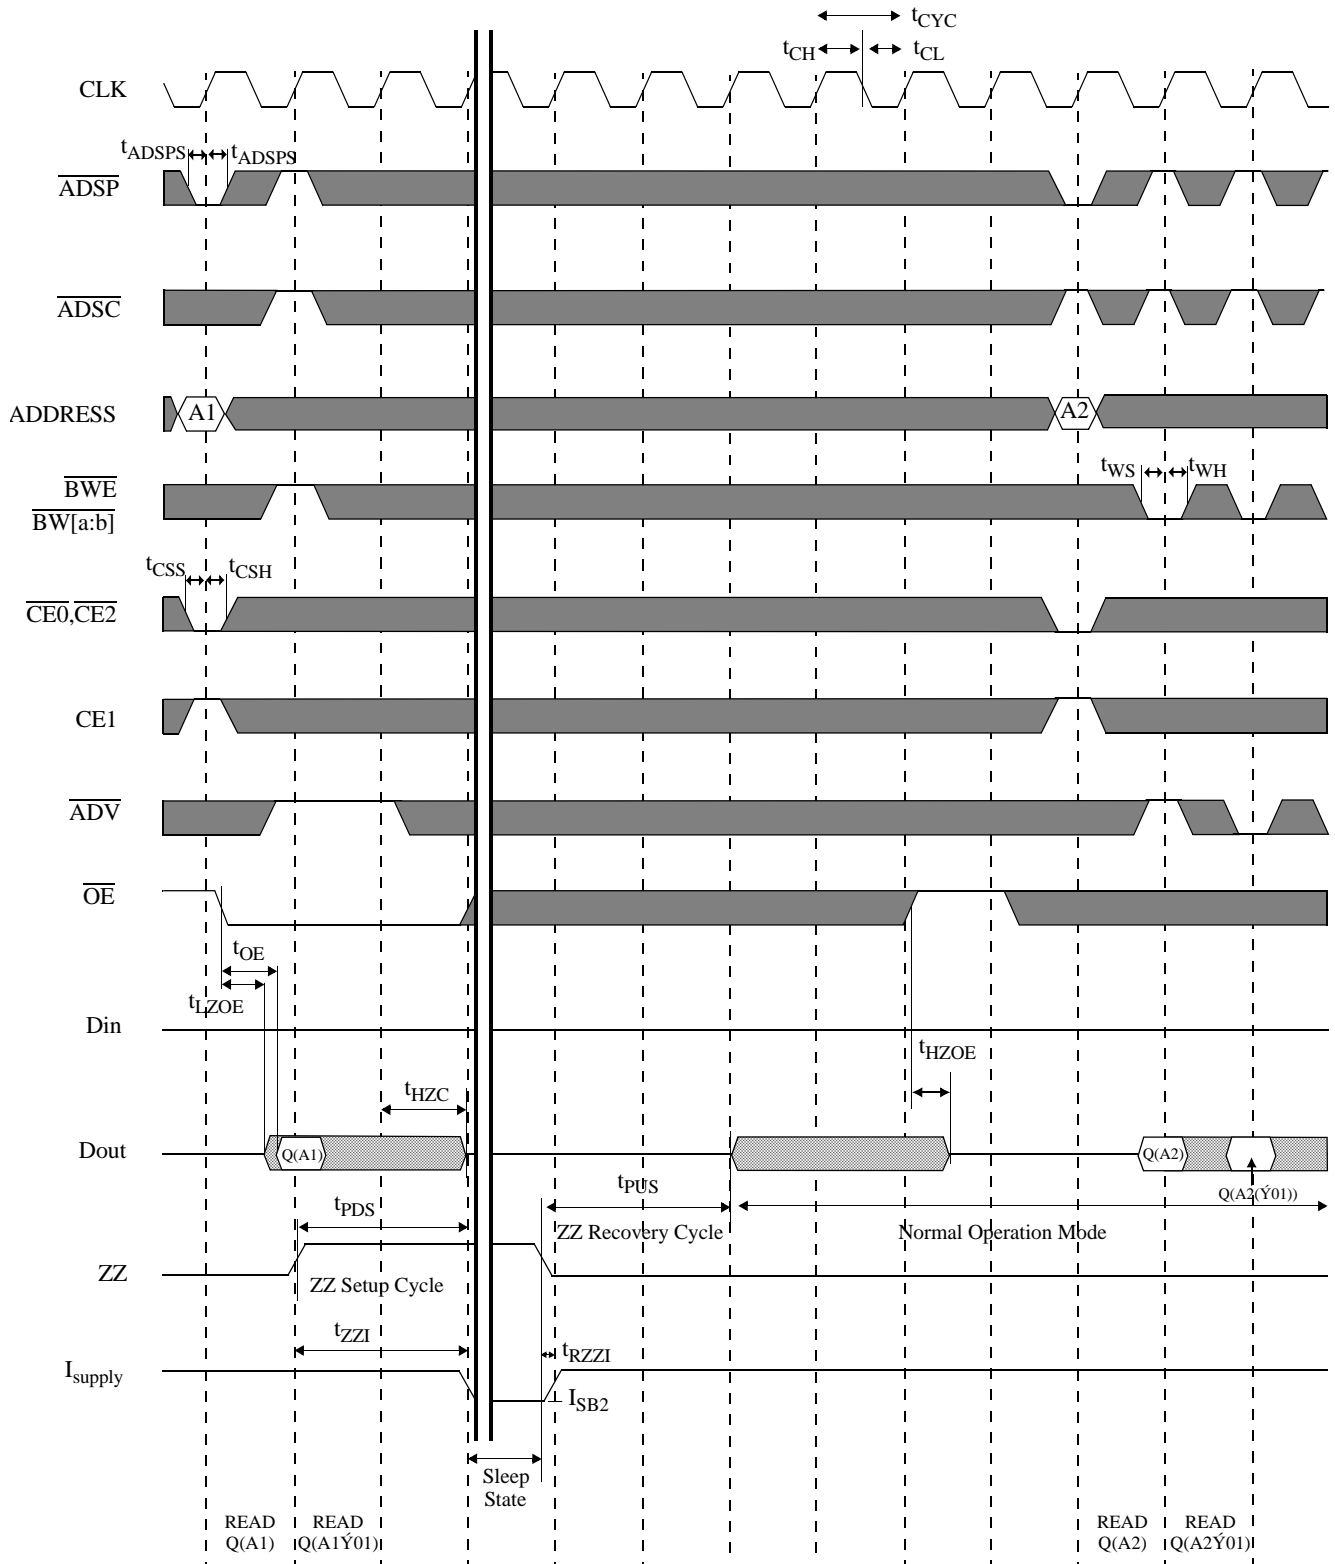 tCYC
tCH
tCL
CLK
tADSPS
tADSPS
ADSP
ADSC
ADDRESS
A1
A2
tWS
tWH
BWE
BW[a:b]
tCSS
tCSH
CE0,CE2
CE1
ADV
OE
tOE
tLZOE
Din
tHZOE
tHZC
Dout
Q(A1)
Q(A2)
Q(A2(Ý01))
tPUS
tPDS
ZZ Recovery Cycle
Normal Operation Mode
ZZ
ZZ Setup Cycle
tZZI
tRZZI
Isupply
ISB2
Sleep
State
READ
Q(A1)
READ
Q(A1Ý01)
READ
Q(A2)
READ
Q(A2Ý01)